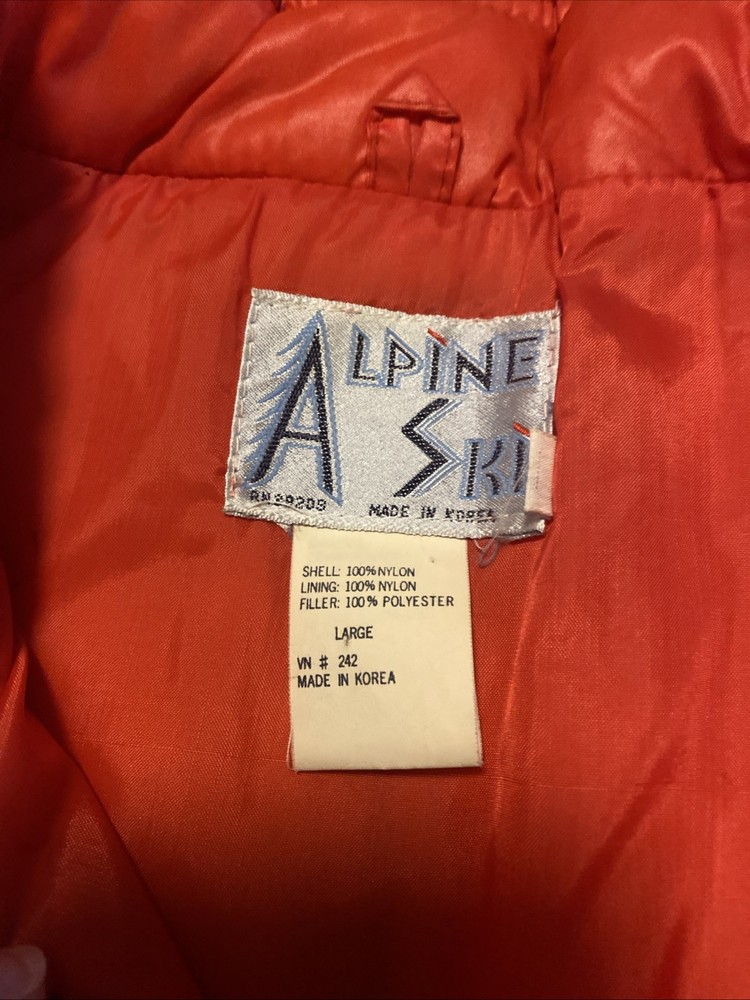 ALPINE
SKI
RN29209
MADE IN KOREA
SHELL: 100% NYLON
LINING: 100% NYLON
FILLER: 100% POLYESTER
LARGE
VN # 242
MADE IN KOREA